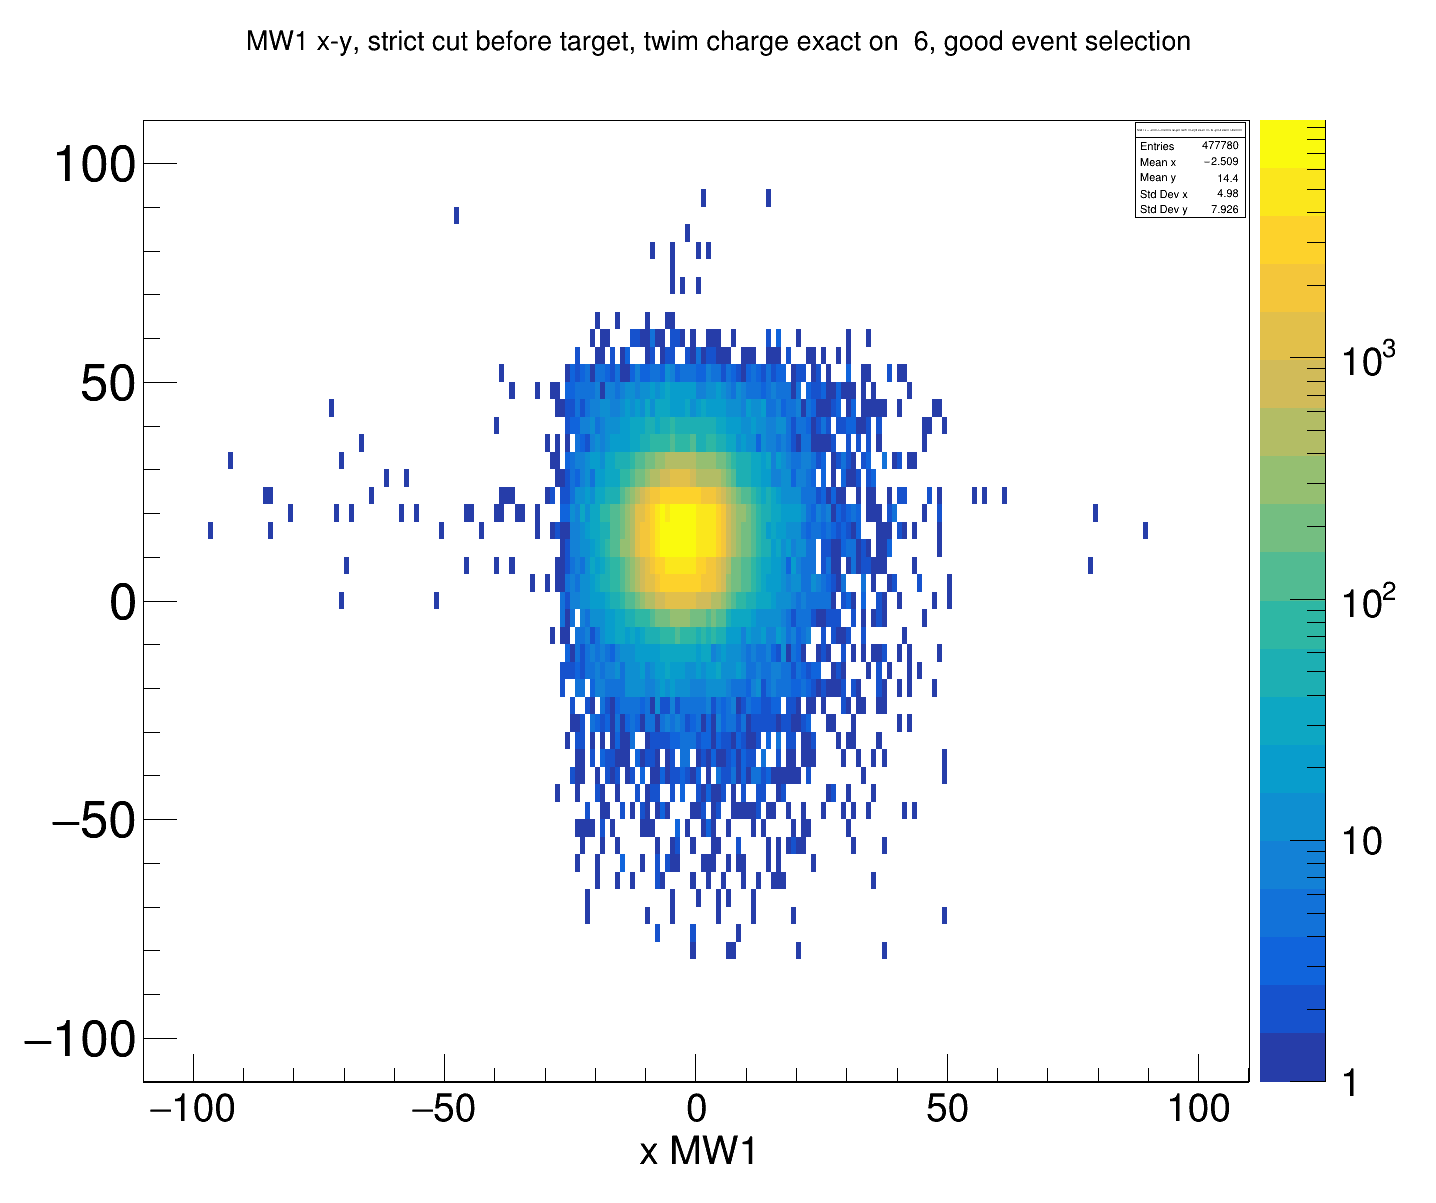 MW1 x-y, strict cut before target, twim charge exact on  6, good event selection
Entries 477780
Mean x −2.509
Mean y 14.4
Std Dev x 4.98
Std Dev y 7.926
100
50
0
−50
−100
−100 −50 0 50 100
x MW1
10³
10²
10
1